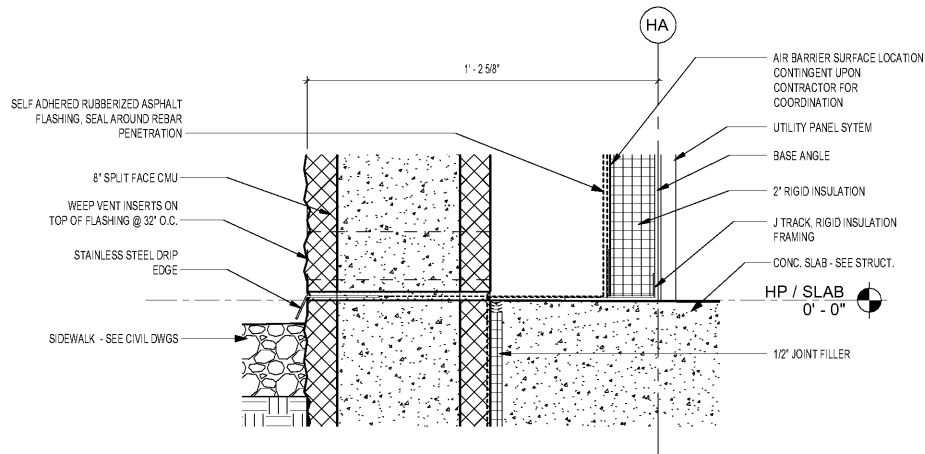 HA
1' - 2 5/8"
SELF ADHERED RUBBERIZED ASPHALT
FLASHING, SEAL AROUND REBAR
PENETRATION
8" SPLIT FACE CMU
WEEP VENT INSERTS ON
TOP OF FLASHING @ 32" O.C.
STAINLESS STEEL DRIP
EDGE
SIDEWALK - SEE CIVIL DWGS
AIR BARRIER SURFACE LOCATION
CONTINGENT UPON
CONTRACTOR FOR
COORDINATION
UTILITY PANEL SYTEM
BASE ANGLE
2" RIGID INSULATION
J TRACK, RIGID INSULATION
FRAMING
CONC. SLAB - SEE STRUCT.
HP / SLAB
0' - 0"
1/2" JOINT FILLER